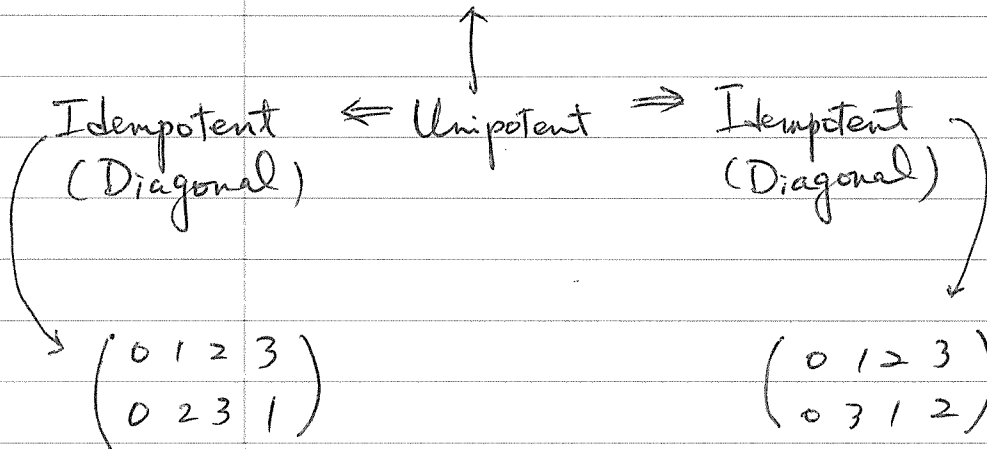 Idempotent ⇐ Unipotent ⇒ Idempotent
(Diagonal) (Diagonal)
( 0 1 2 3 ) ( 0 1 2 3 )
( 0 2 3 1 ) ( 0 3 1 2 )